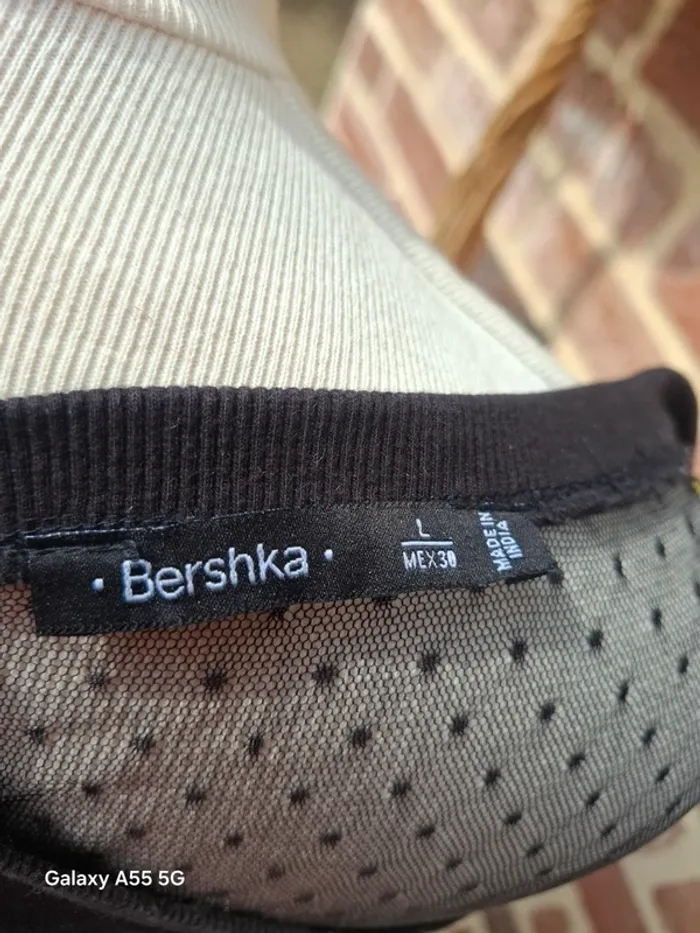 · Bershka ·
L
MEX30
MADE IN
INDIA
Galaxy A55 5G